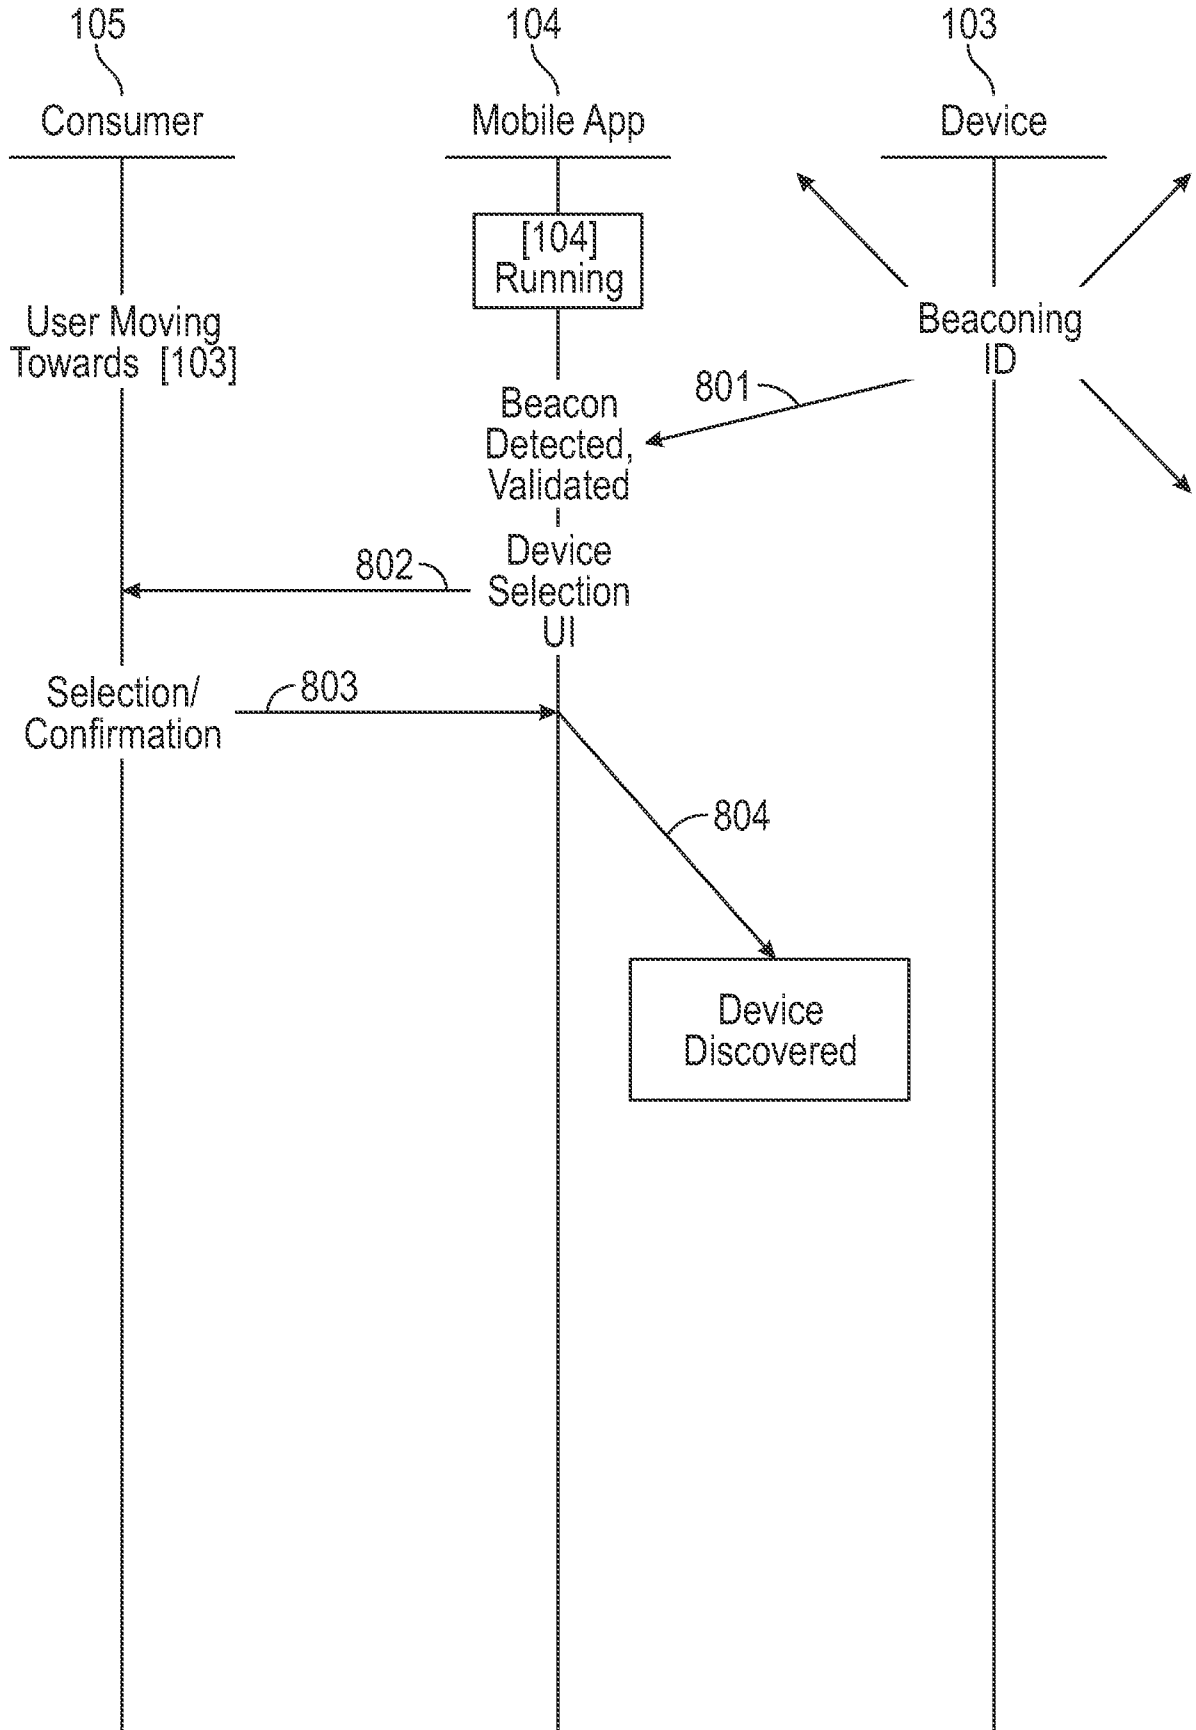 105
104
103
Consumer
Mobile App
Device
[104]
Running
User Moving
Towards [103]
Beaconing
ID
801
Beacon
Detected,
Validated
802
Device
Selection
UI
Selection/
Confirmation
803
804
Device
Discovered